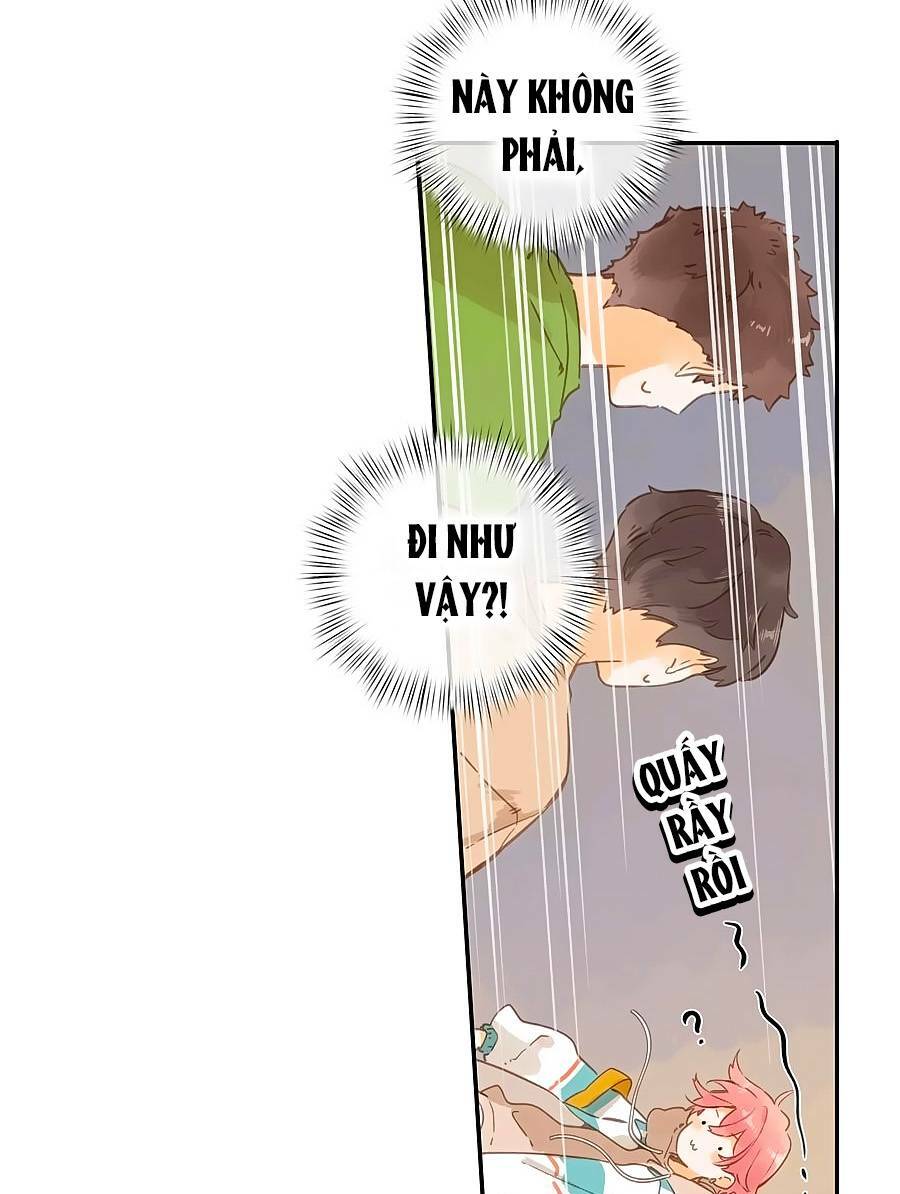 NÀY KHÔNG
PHẢI,
ĐI NHƯ
VẬY?!
QUẤY
RẦY
RỒI
?